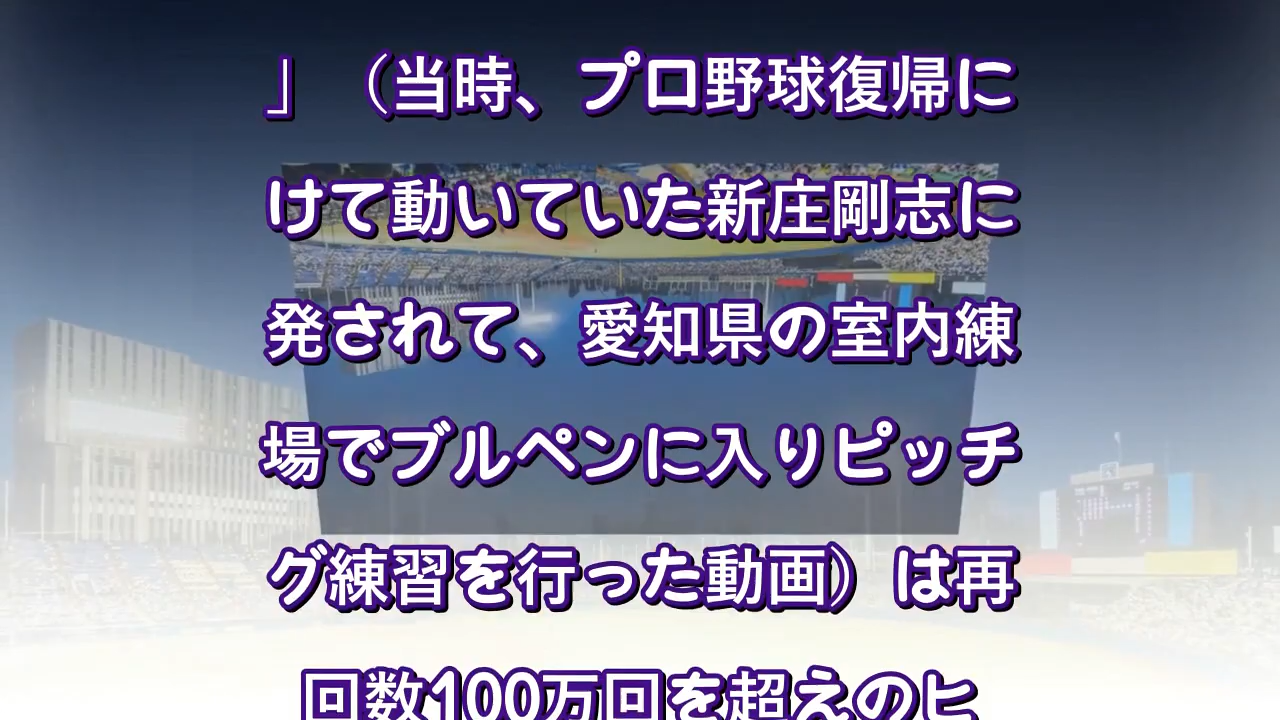 」（当時、プロ野球復帰に
けて動いていた新庄剛志に
発されて、愛知県の室内練
場でブルペンに入りピッチ
グ練習を行った動画）は再
回数100万回を超えのヒ